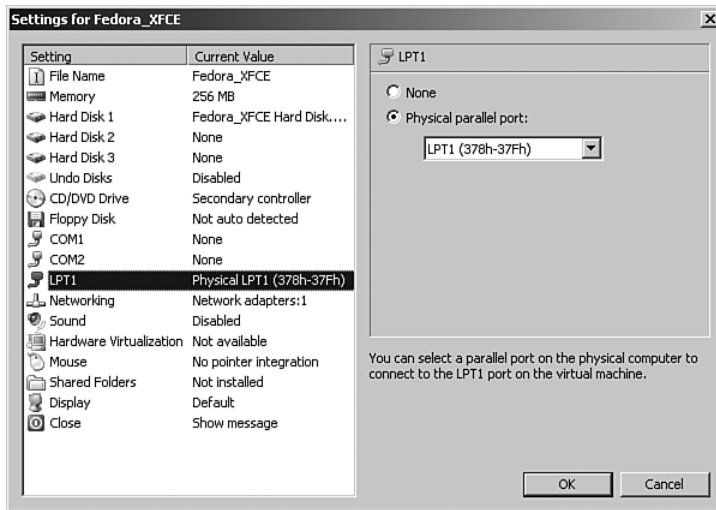 Settings for Fedora_XFCE
Setting Current Value
File Name Fedora_XFCE
Memory 256 MB
Hard Disk 1 Fedora_XFCE Hard Disk....
Hard Disk 2 None
Hard Disk 3 None
Undo Disks Disabled
CD/DVD Drive Secondary controller
Floppy Disk Not auto detected
COM1 None
COM2 None
LPT1 Physical LPT1 (378h-37Fh)
Networking Network adapters:1
Sound Disabled
Hardware Virtualization Not available
Mouse No pointer integration
Shared Folders Not installed
Display Default
Close Show message
LPT1
None
Physical parallel port:
LPT1 (378h-37Fh)
You can select a parallel port on the physical computer to
connect to the LPT1 port on the virtual machine.
OK Cancel